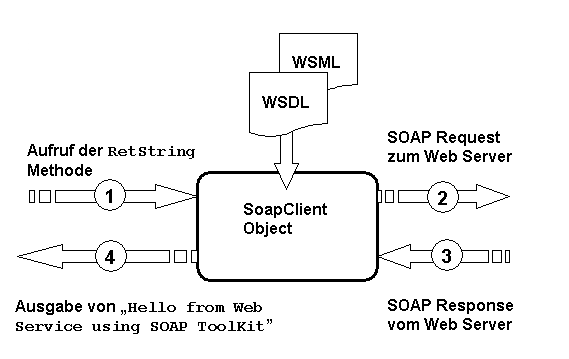 WSML
WSDL
Aufruf der RetString
Methode
SOAP Request
zum Web Server
1
2
SoapClient
Object
4
3
Ausgabe von „Hello from Web
Service using SOAP ToolKit”
SOAP Response
vom Web Server